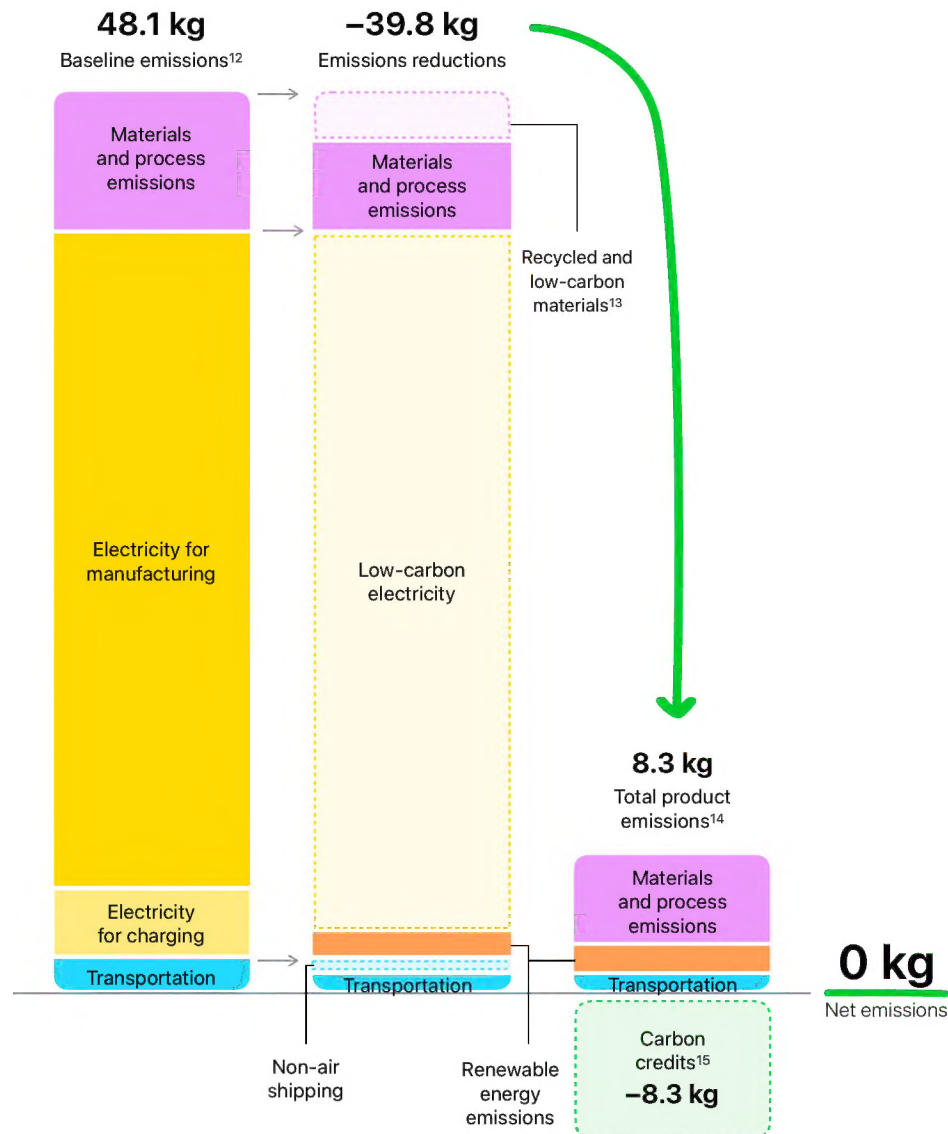 48.1 kg
Baseline emissions¹²
−39.8 kg
Emissions reductions
Materials
and process
emissions
Materials
and process
emissions
Recycled and
low-carbon
materials¹³
Electricity for
manufacturing
Low-carbon
electricity
8.3 kg
Total product
emissions¹⁴
Materials
and process
emissions
Electricity
for charging
Transportation
Transportation
Transportation
0 kg
Net emissions
Non-air
shipping
Renewable
energy
emissions
Carbon
credits¹⁵
−8.3 kg